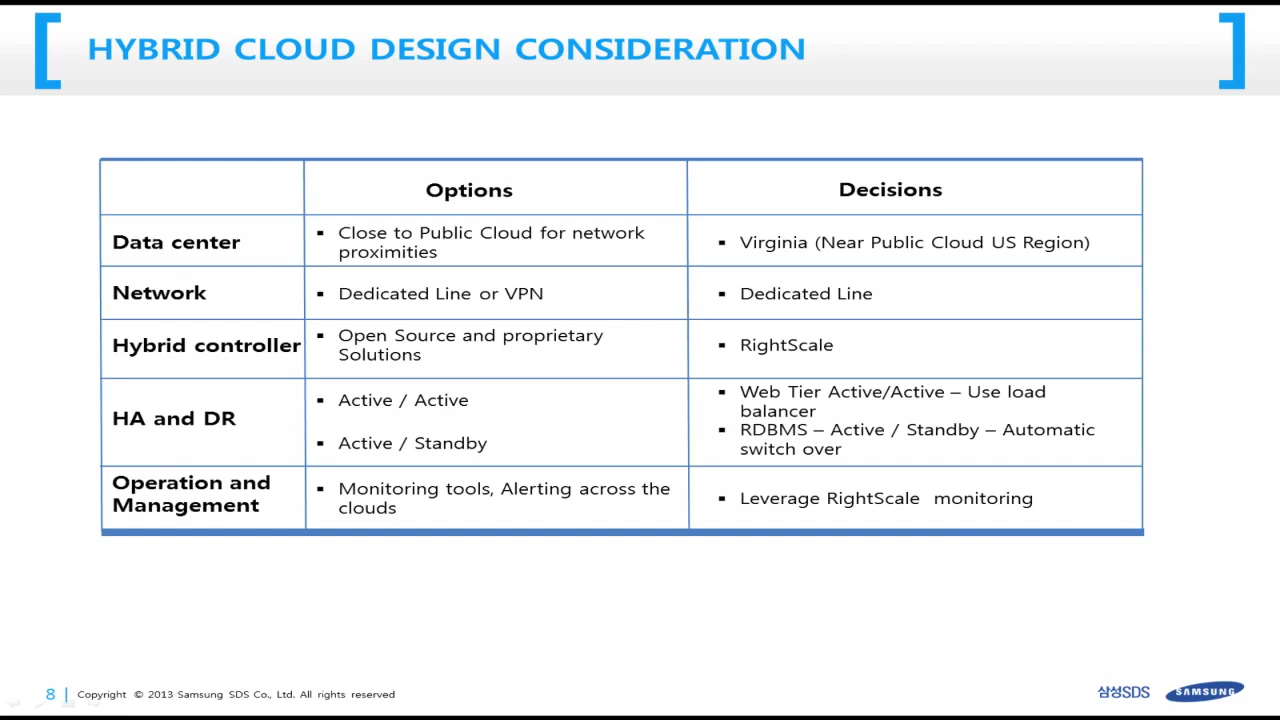 HYBRID CLOUD DESIGN CONSIDERATION
Options
Decisions
Data center
▪ Close to Public Cloud for network
proximities
▪ Virginia (Near Public Cloud US Region)
Network
▪ Dedicated Line or VPN
▪ Dedicated Line
Hybrid controller
▪ Open Source and proprietary
Solutions
▪ RightScale
HA and DR
▪ Active / Active
▪ Active / Standby
▪ Web Tier Active/Active – Use load
balancer
▪ RDBMS – Active / Standby – Automatic
switch over
Operation and
Management
▪ Monitoring tools, Alerting across the
clouds
▪ Leverage RightScale monitoring
8 | Copyright © 2013 Samsung SDS Co., Ltd. All rights reserved
삼성SDS
SAMSUNG